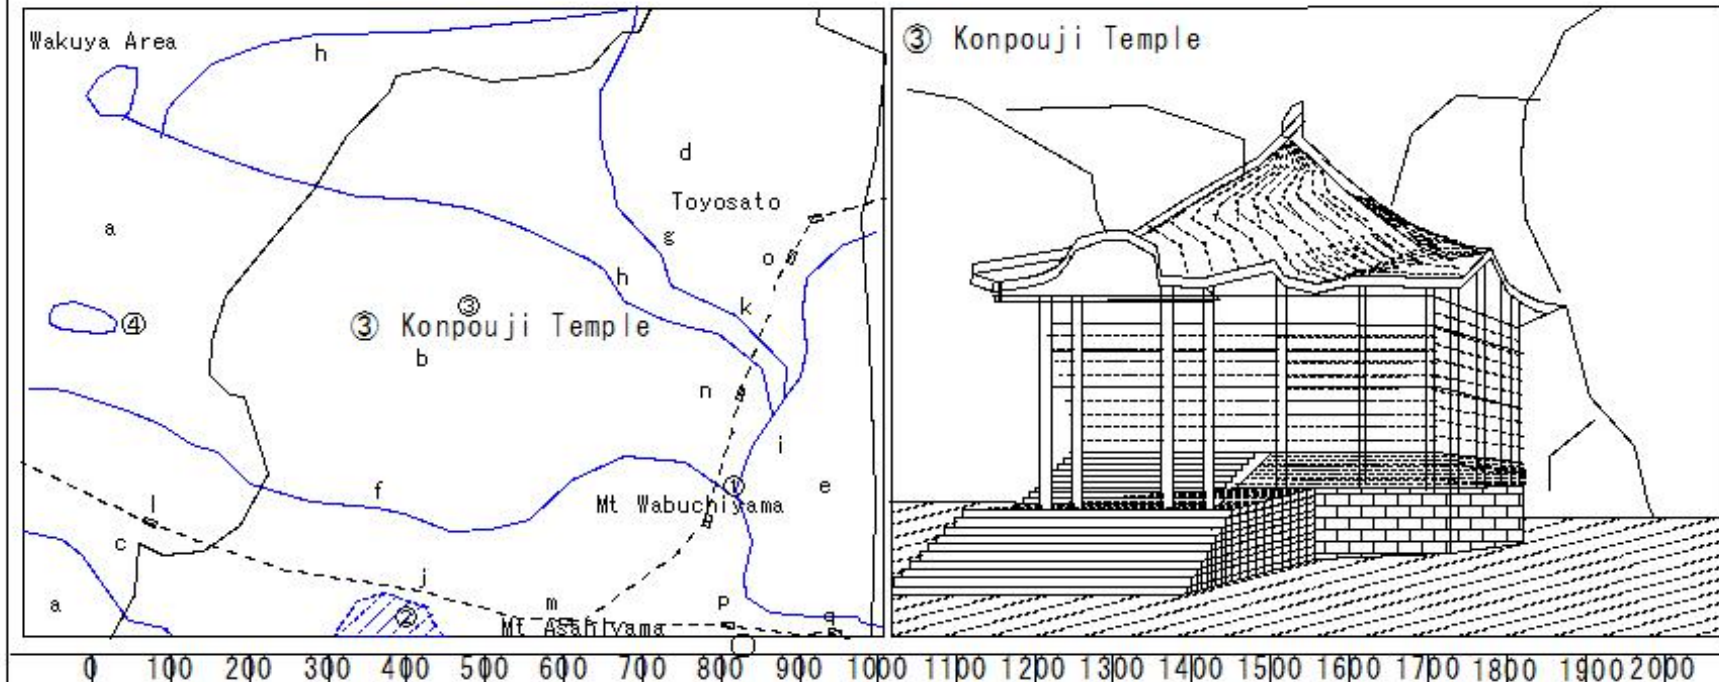 Wakuya Area
h
d
Toyosato
a
g
o
h
③
k
④
③ Konpouji Temple
b
n
i
f
①
e
Mt Wabuchiyama
l
c
j
a
m
②
p
q
Mt Asahiyama
③ Konpouji Temple
0 100 200 300 400 500 600 700 800 900 1000 1100 1200 1300 1400 1500 1600 1700 1800 1900 2000